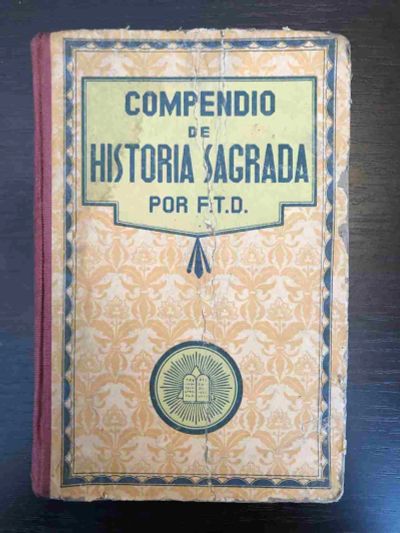 COMPENDIO
DE
HISTORIA SAGRADA
POR F.T.D.